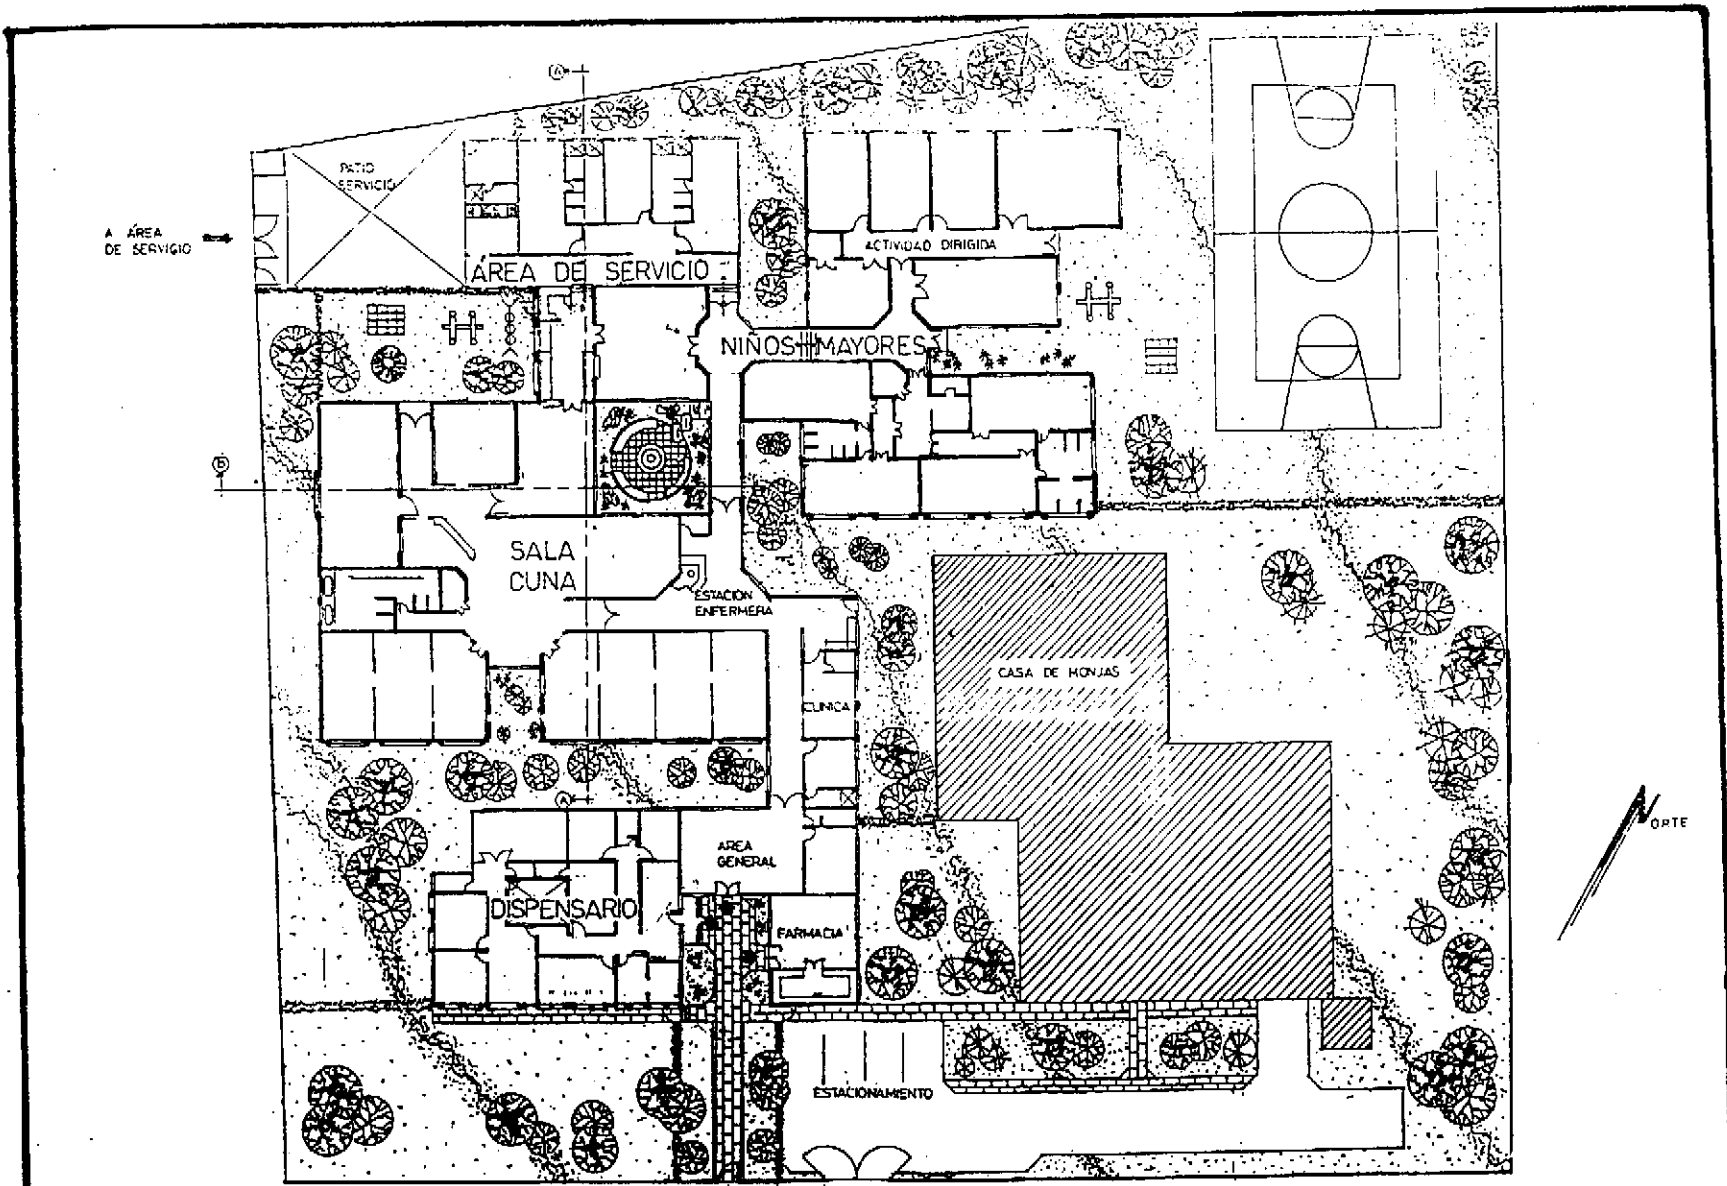 A
PATIO
SERVICIO
A ÁREA
DE SERVICIO
AREA DE SERVICIO
ACTIVIDAD DIRIGIDA
NIÑOS MAYORES
B
SALA
CUNA
ESTACION
ENFERMERA
CASA DE MONJAS
CLINICA
A
NORTE
AREA
GENERAL
DISPENSARIO
FARMACIA
ESTACIONAMIENTO